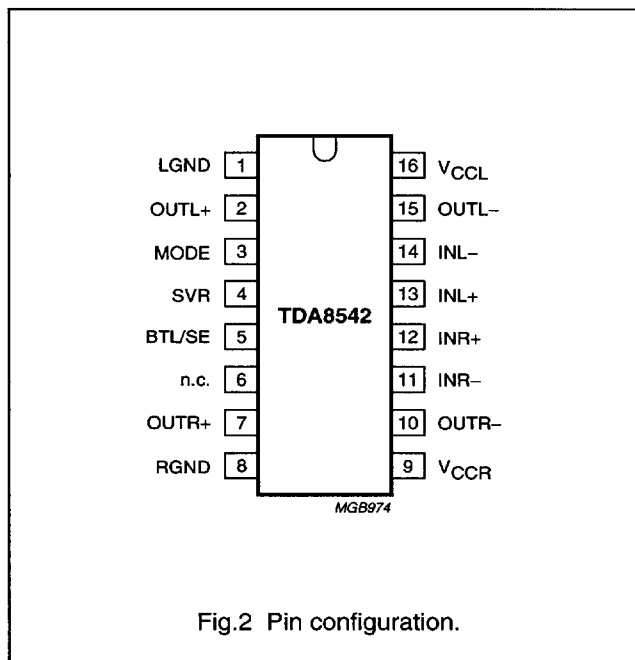 LGND 1 16 VCCL
OUTL+ 2 15 OUTL−
MODE 3 14 INL−
SVR 4 13 INL+
TDA8542
BTL/SE 5 12 INR+
n.c. 6 11 INR−
OUTR+ 7 10 OUTR−
RGND 8 9 VCCR
MGB974
Fig.2 Pin configuration.